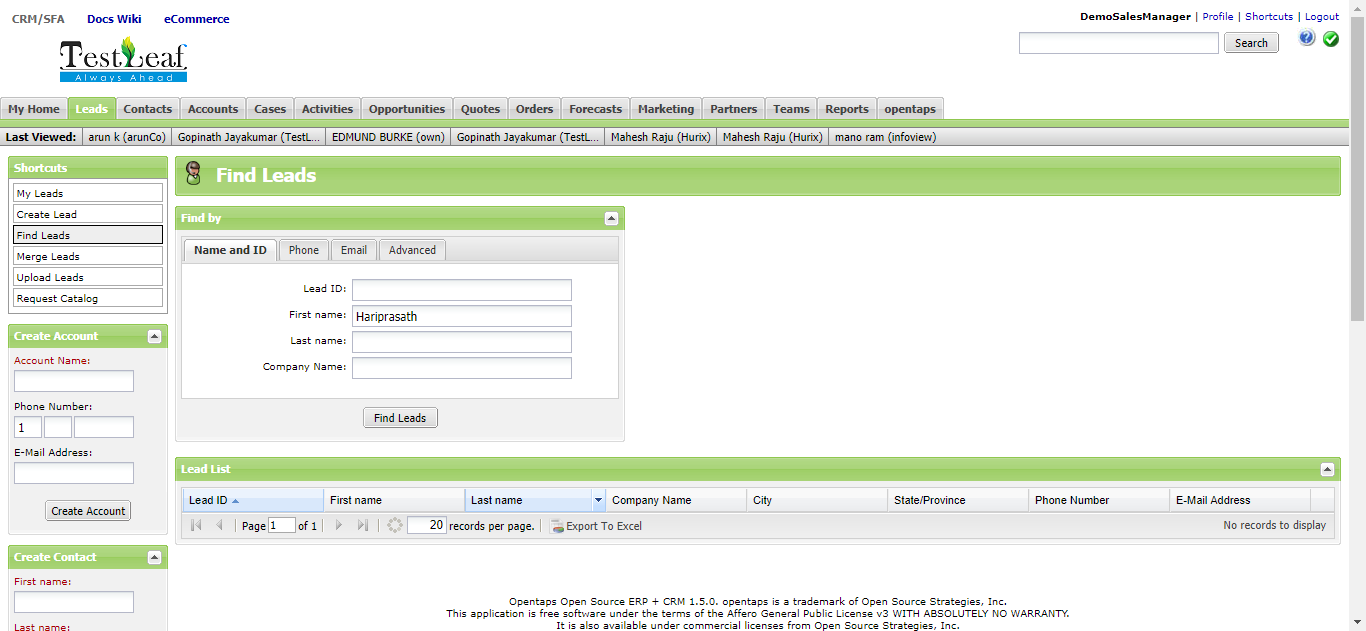 CRM/SFA Docs Wiki eCommerce
DemoSalesManager | Profile | Shortcuts | Logout
TestLeaf
Always Ahead
Search
My Home Leads Contacts Accounts Cases Activities Opportunities Quotes Orders Forecasts Marketing Partners Teams Reports opentaps
Last Viewed: arun k (arunCo) Gopinath Jayakumar (TestL... EDMUND BURKE (own) Gopinath Jayakumar (TestL... Mahesh Raju (Hurix) Mahesh Raju (Hurix) mano ram (infoview)
Shortcuts
My Leads
Create Lead
Find Leads
Merge Leads
Upload Leads
Request Catalog
Create Account
Account Name:
Phone Number:
1
E-Mail Address:
Create Account
Create Contact
First name:
Last name:
Find Leads
Find by
Name and ID Phone Email Advanced
Lead ID:
First name: Hariprasath
Last name:
Company Name:
Find Leads
Lead List
Lead ID First name Last name Company Name City State/Province Phone Number E-Mail Address
Page 1 of 1 20 records per page. Export To Excel No records to display
Opentaps Open Source ERP + CRM 1.5.0. opentaps is a trademark of Open Source Strategies, Inc.
This application is free software under the terms of the Affero General Public License v3 WITH ABSOLUTELY NO WARRANTY.
It is also available under commercial licenses from Open Source Strategies, Inc.